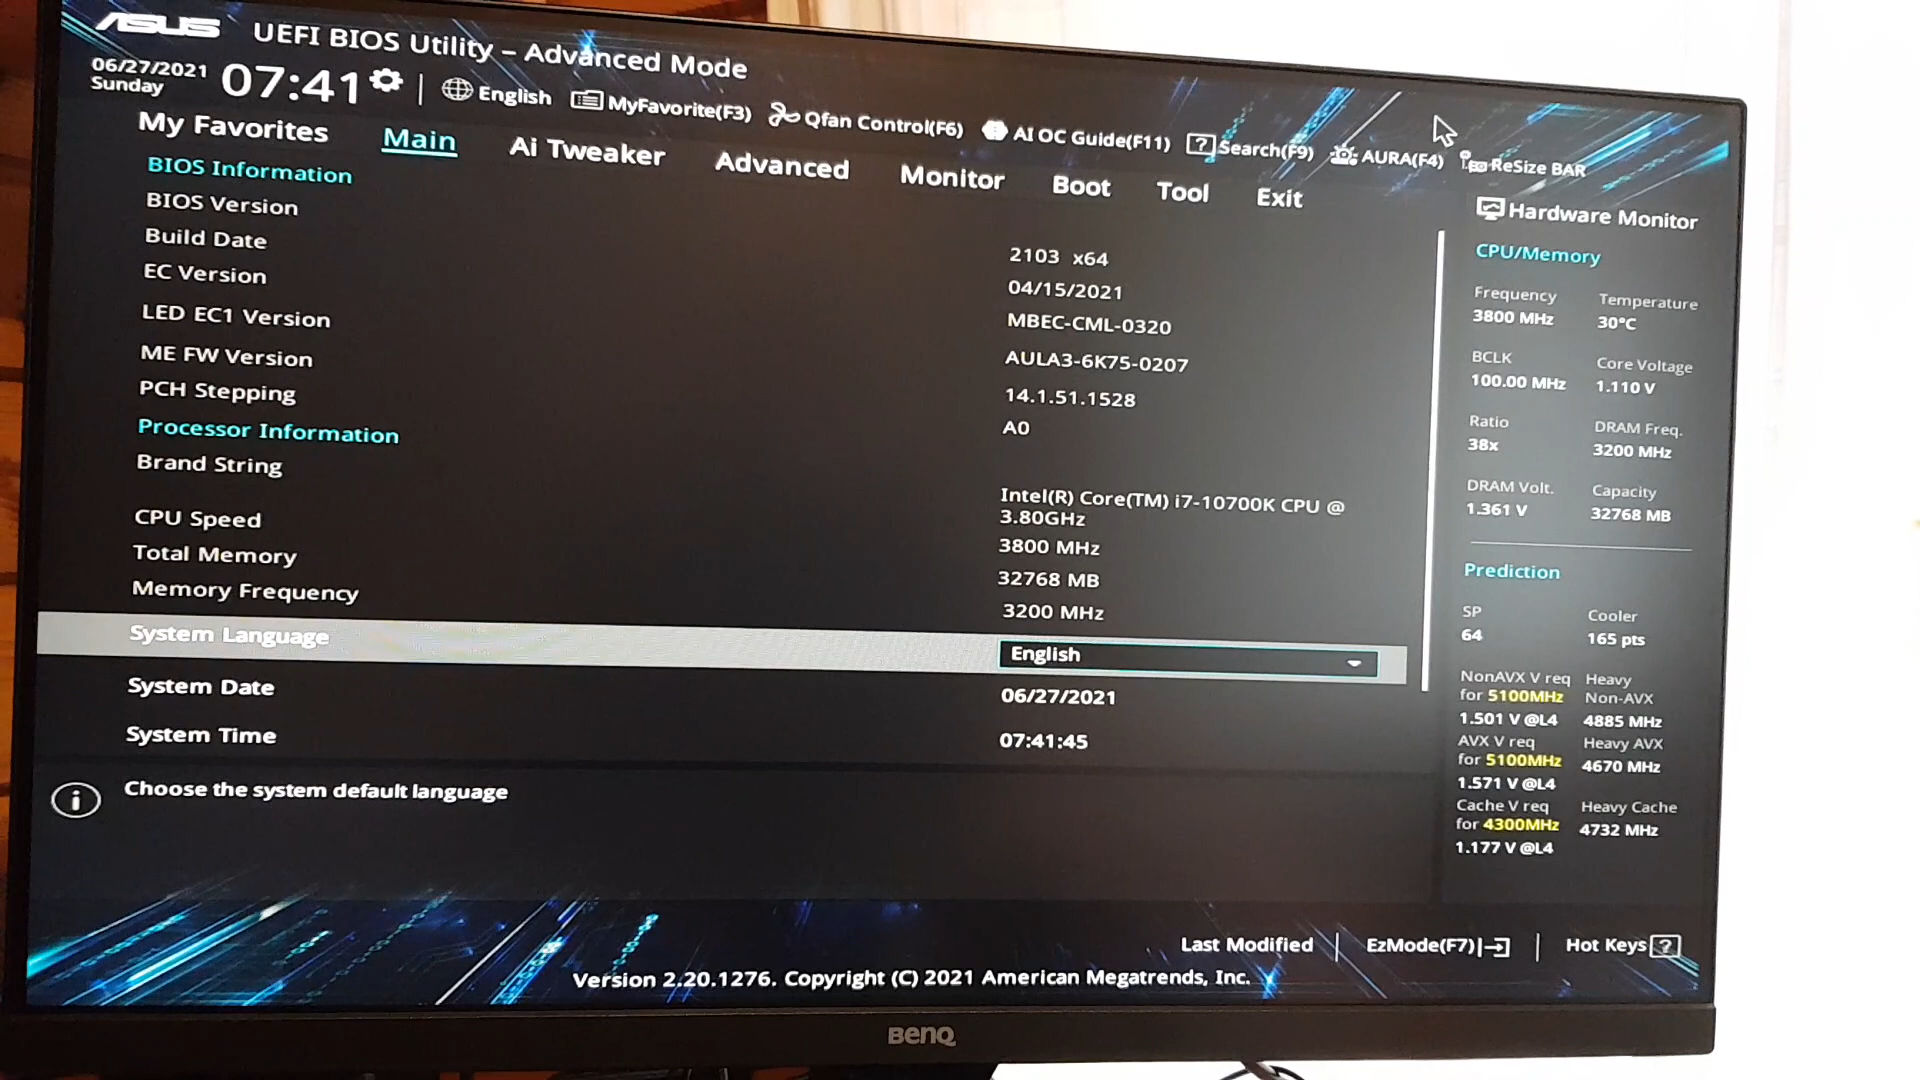 ASUS UEFI BIOS Utility – Advanced Mode
06/27/2021
Sunday
07:41
English
MyFavorite(F3)
Qfan Control(F6)
AI OC Guide(F11)
Search(F9)
AURA(F4)
ReSize BAR
My Favorites
Main
Ai Tweaker
Advanced
Monitor
Boot
Tool
Exit
BIOS Information
BIOS Version 2103 x64
Build Date 04/15/2021
EC Version MBEC-CML-0320
LED EC1 Version AULA3-6K75-0207
ME FW Version 14.1.51.1528
PCH Stepping A0
Processor Information
Brand String Intel(R) Core(TM) i7-10700K CPU @
3.80GHz
CPU Speed 3800 MHz
Total Memory 32768 MB
Memory Frequency 3200 MHz
System Language English
System Date 06/27/2021
System Time 07:41:45
Choose the system default language
Hardware Monitor
CPU/Memory
Frequency Temperature
3800 MHz 30°C
BCLK Core Voltage
100.00 MHz 1.110 V
Ratio DRAM Freq.
38x 3200 MHz
DRAM Volt. Capacity
1.361 V 32768 MB
Prediction
SP Cooler
64 165 pts
NonAVX V req Heavy
for 5100MHz Non-AVX
1.501 V @L4 4885 MHz
AVX V req Heavy AVX
for 5100MHz 4670 MHz
1.571 V @L4
Cache V req Heavy Cache
for 4300MHz 4732 MHz
1.177 V @L4
Last Modified
EzMode(F7)
Hot Keys ?
Version 2.20.1276. Copyright (C) 2021 American Megatrends, Inc.
BenQ